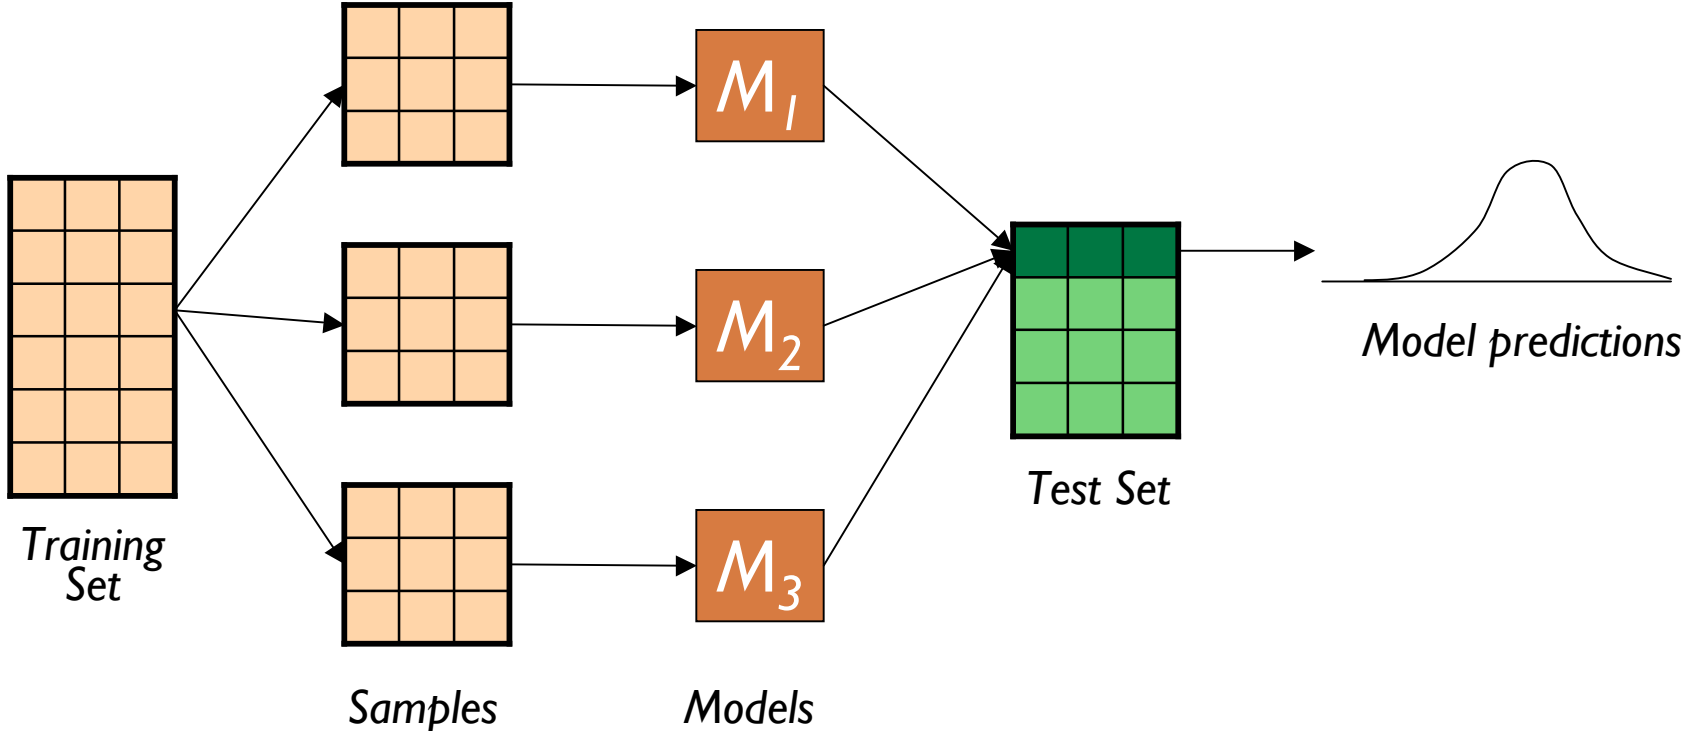 M1
M2
M3
Model predictions
Test Set
Training
Set
Samples
Models